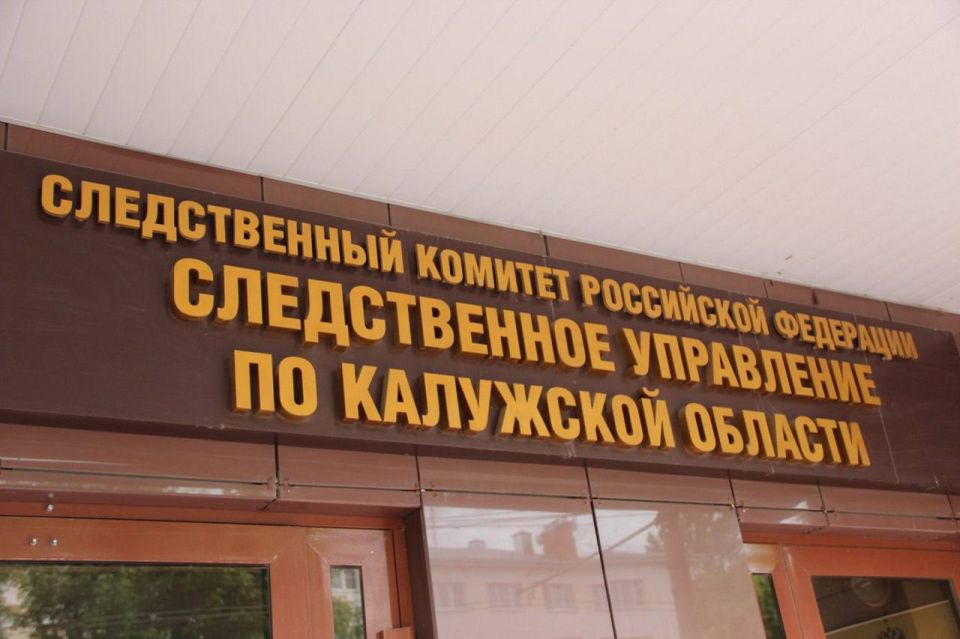 СЛЕДСТВЕННЫЙ КОМИТЕТ РОССИЙСКОЙ ФЕДЕРАЦИИ
СЛЕДСТВЕННОЕ УПРАВЛЕНИЕ
ПО КАЛУЖСКОЙ ОБЛАСТИ